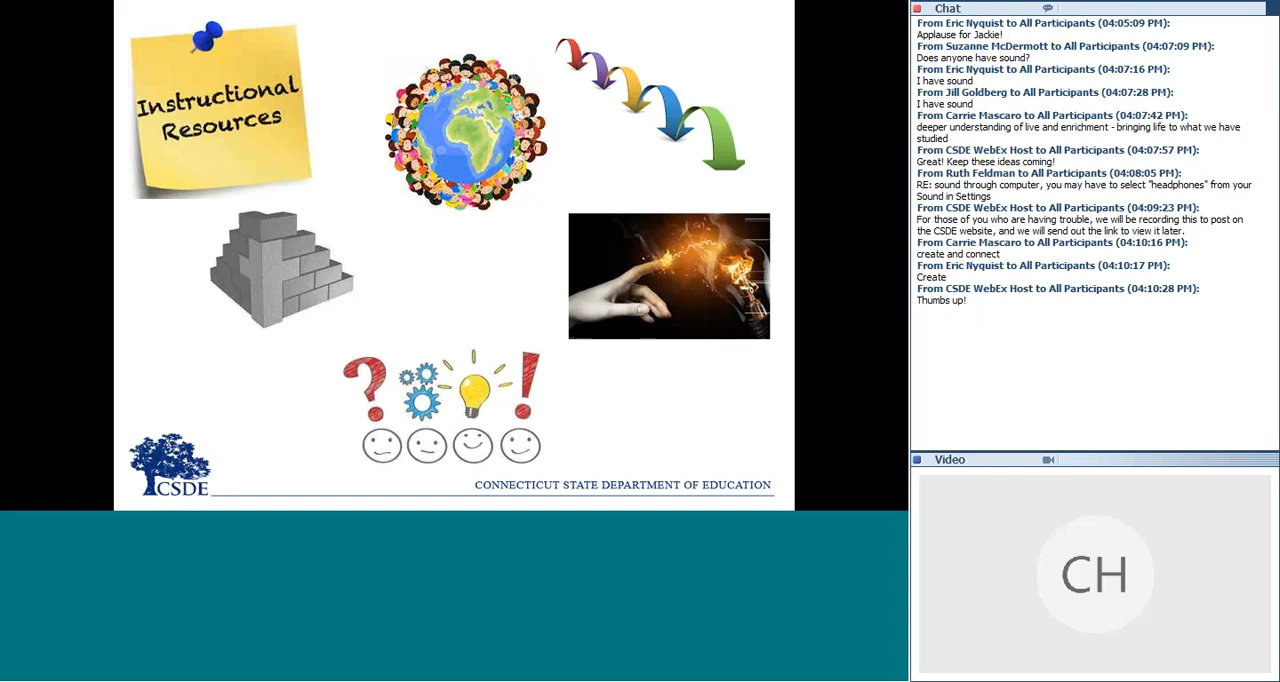 Instructional
Resources
CSDE
CONNECTICUT STATE DEPARTMENT OF EDUCATION
Chat
From Eric Nyquist to All Participants (04:05:09 PM):
Applause for Jackie!
From Suzanne McDermott to All Participants (04:07:09 PM):
Does anyone have sound?
From Eric Nyquist to All Participants (04:07:16 PM):
I have sound
From Jill Goldberg to All Participants (04:07:28 PM):
I have sound
From Carrie Mascaro to All Participants (04:07:42 PM):
deeper understanding of live and enrichment - bringing life to what we have
studied
From CSDE WebEx Host to All Participants (04:07:57 PM):
Great! Keep these ideas coming!
From Ruth Feldman to All Participants (04:08:05 PM):
RE: sound through computer, you may have to select "headphones" from your
Sound in Settings
From CSDE WebEx Host to All Participants (04:09:23 PM):
For those of you who are having trouble, we will be recording this to post on
the CSDE website, and we will send out the link to view it later.
From Carrie Mascaro to All Participants (04:10:16 PM):
create and connect
From Eric Nyquist to All Participants (04:10:17 PM):
Create
From CSDE WebEx Host to All Participants (04:10:28 PM):
Thumbs up!
Video
CH